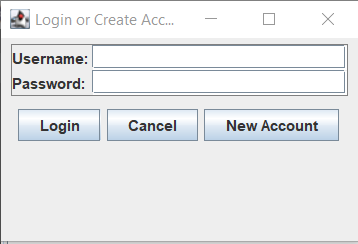 Login or Create Acc...
Username:
Password:
Login Cancel New Account